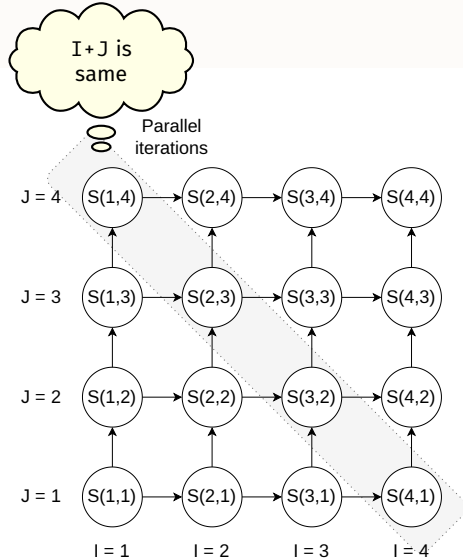 I+J is
same
Parallel
iterations
J = 4 S(1,4) S(2,4) S(3,4) S(4,4)
J = 3 S(1,3) S(2,3) S(3,3) S(4,3)
J = 2 S(1,2) S(2,2) S(3,2) S(4,2)
J = 1 S(1,1) S(2,1) S(3,1) S(4,1)
I = 1 I = 2 I = 3 I = 4